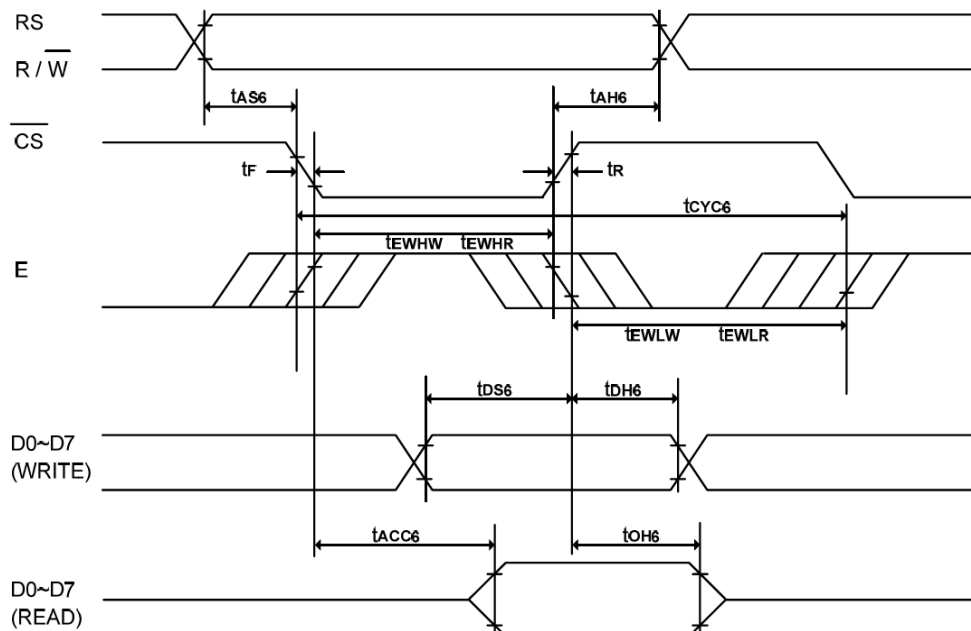 RS
R / W
tAS6 tAH6
CS
tF tR
tCYC6
tEWHW tEWHR
E
tEWLW tEWLR
tDS6 tDH6
D0~D7
(WRITE)
tACC6 tOH6
D0~D7
(READ)